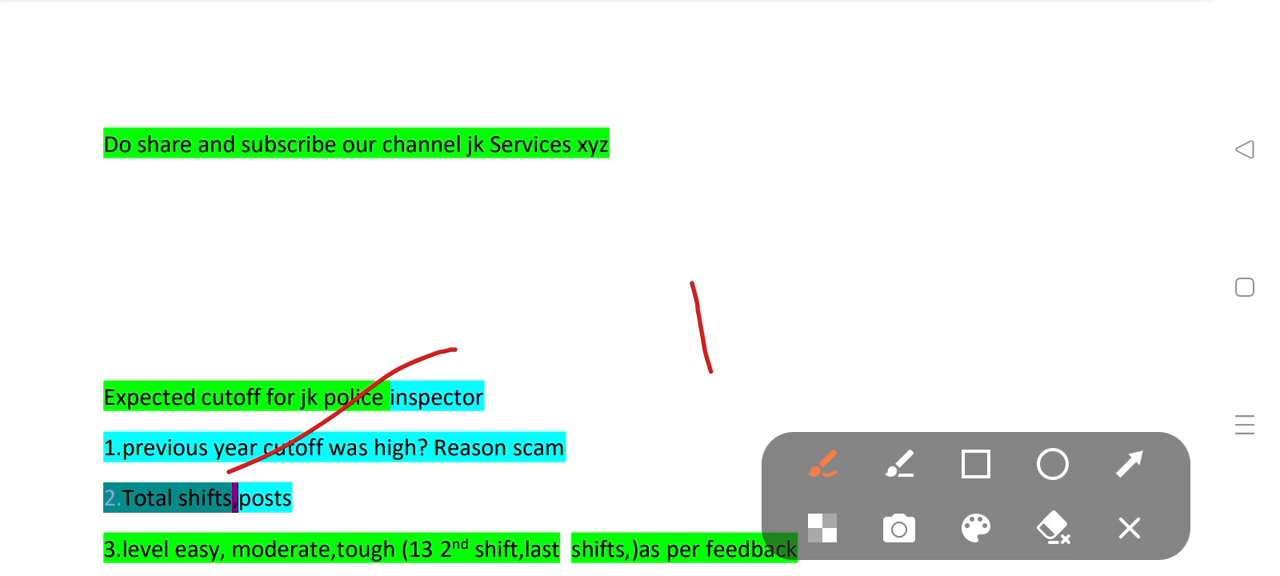 Do share and subscribe our channel jk Services xyz
Expected cutoff for jk police inspector
1.previous year cutoff was high? Reason scam
2.Total shifts,posts
3.level easy, moderate,tough (13 2nd shift,last  shifts,)as per feedback